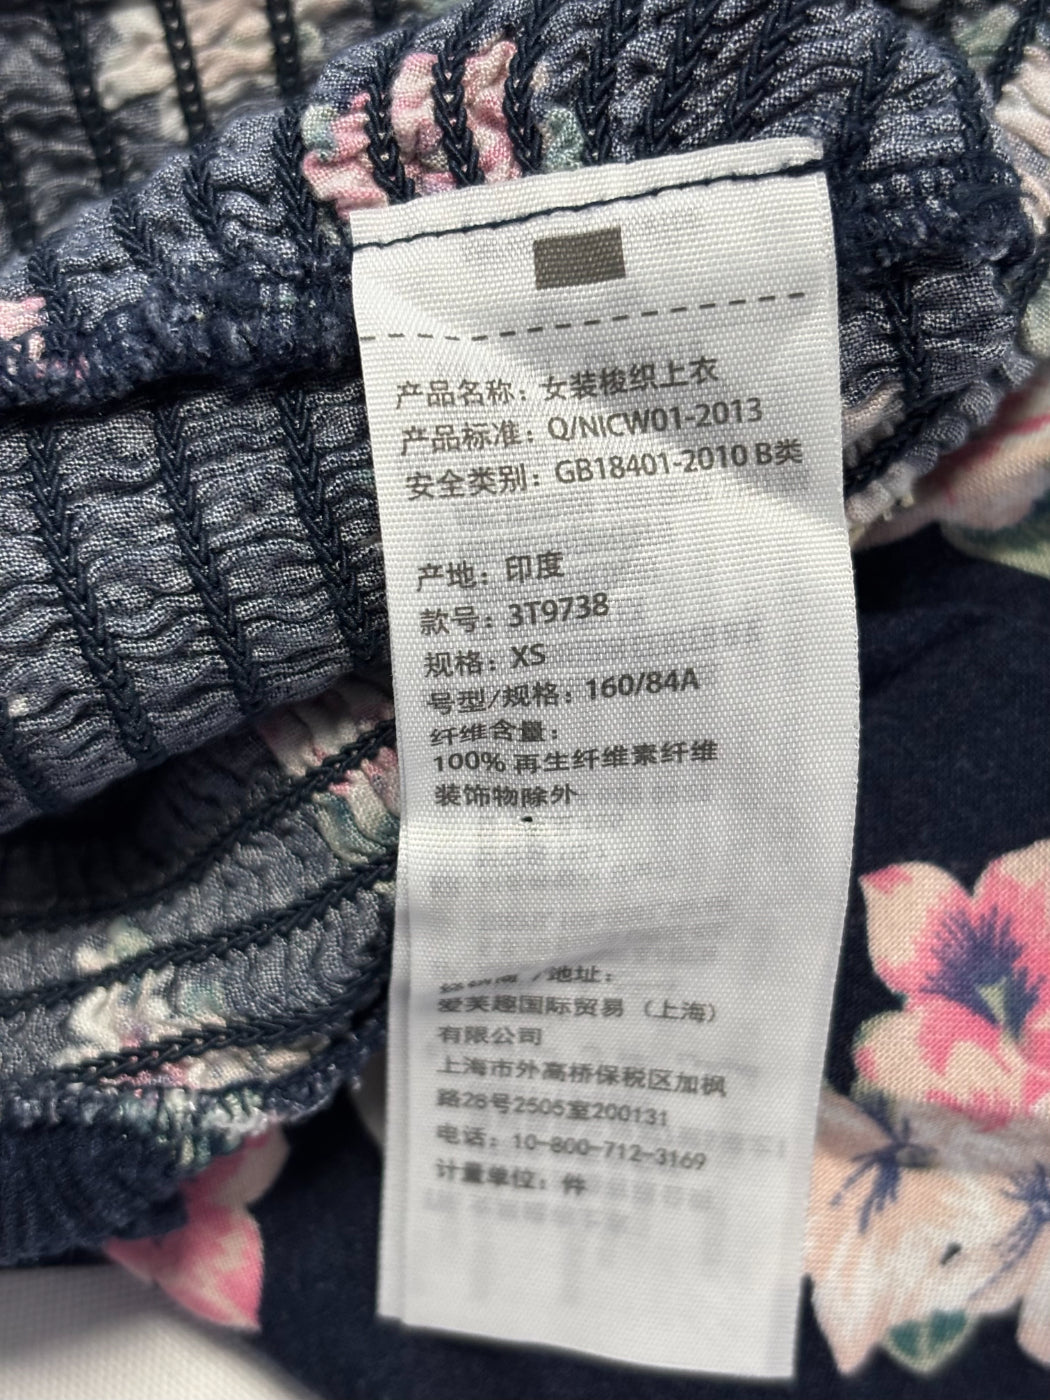 产品名称：女装梭织上衣
产品标准：Q/NICW01-2013
安全类别：GB18401-2010 B类
产地：印度
款号：3T9738
规格：XS
号型/规格：160/84A
纤维含量：
100% 再生纤维素纤维
装饰物除外
/地址：
爱芙趣国际贸易（上海）
有限公司
上海市外高桥保税区加枫
路28号2505室200131
电话：10-800-712-3169
计量单位：件